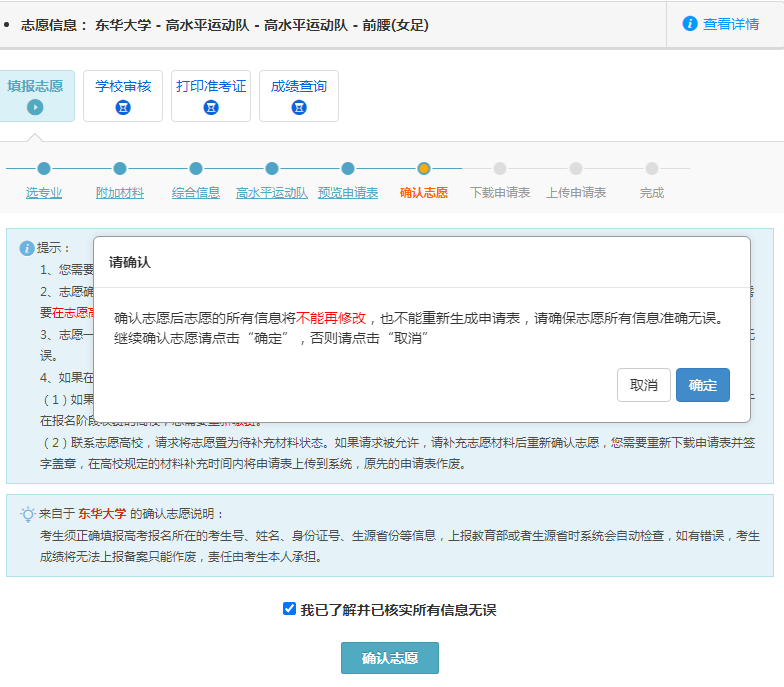 志愿信息： 东华大学 - 高水平运动队 - 高水平运动队 - 前腰(女足)
查看详情
填报志愿 学校审核 打印准考证 成绩查询
选专业 附加材料 综合信息 高水平运动队 预览申请表 确认志愿 下载申请表 上传申请表 完成
提示：
1、您需要
2、志愿确
要在志愿高
3、志愿一
误。
4、如果在
（1）如果
请确认
确认志愿后志愿的所有信息将不能再修改，也不能重新生成申请表，请确保志愿所有信息准确无误。
继续确认志愿请点击“确定”，否则请点击“取消”
取消 确定
（2）联系志愿高校，请求将志愿置为待补充材料状态。如果请求被允许，请补充志愿材料后重新确认志愿，您需要重新下载申请表并签
字盖章，在高校规定的材料补充时间内将申请表上传到系统，原先的申请表作废。
来自于 东华大学 的确认志愿说明：
考生须正确填报高考报名所在的考生号、姓名、身份证号、生源省份等信息，上报教育部或者生源省时系统会自动检查，如有错误，考生
成绩将无法上报备案只能作废，责任由考生本人承担。
我已了解并已核实所有信息无误
确认志愿